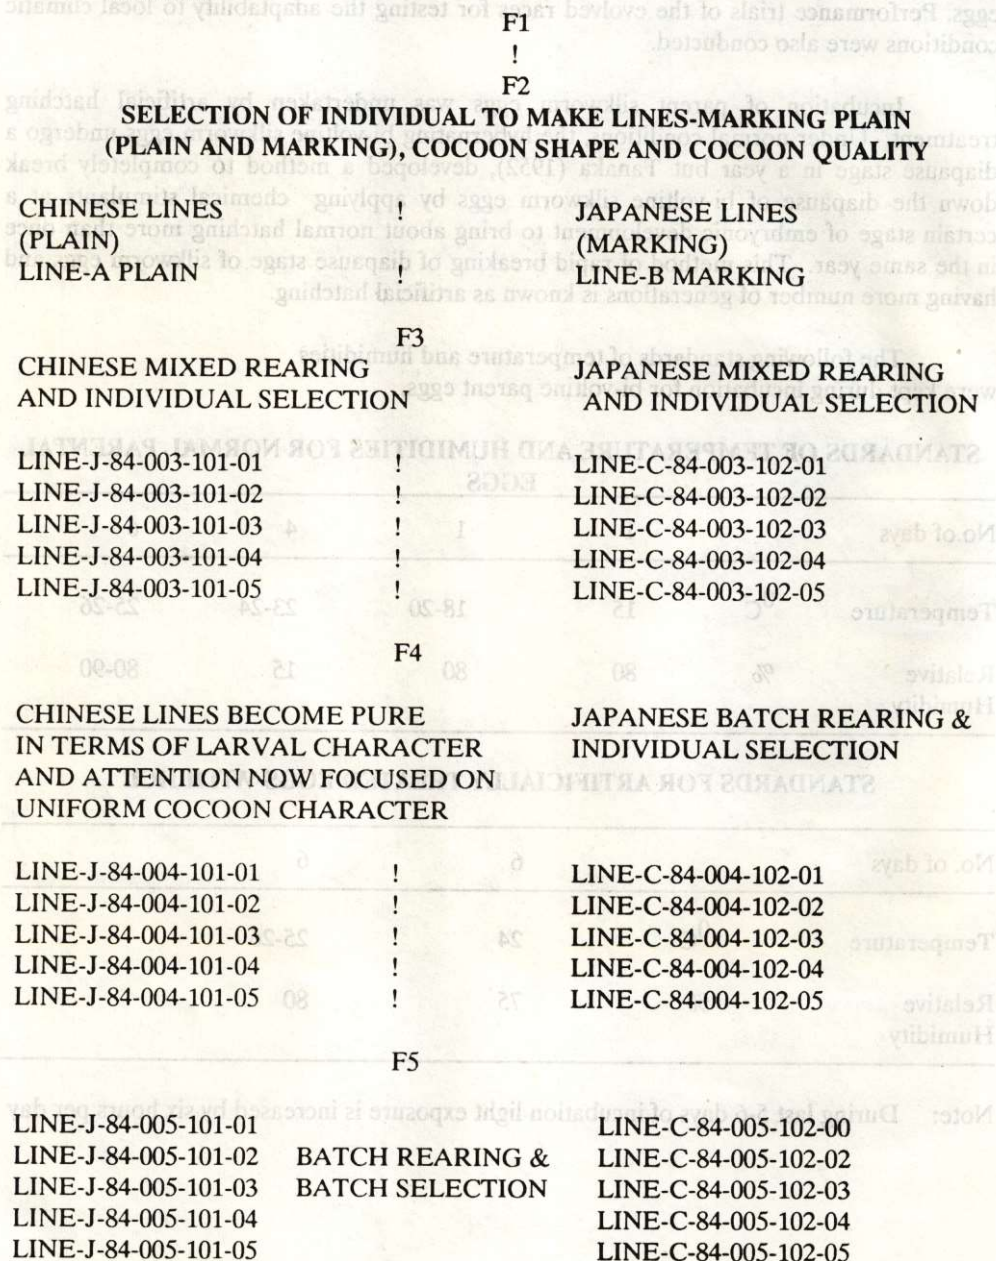 F1
!
F2
SELECTION OF INDIVIDUAL TO MAKE LINES-MARKING PLAIN
(PLAIN AND MARKING), COCOON SHAPE AND COCOON QUALITY
CHINESE LINES ! JAPANESE LINES
(PLAIN) (MARKING)
LINE-A PLAIN ! LINE-B MARKING
F3
CHINESE MIXED REARING JAPANESE MIXED REARING
AND INDIVIDUAL SELECTION AND INDIVIDUAL SELECTION
LINE-J-84-003-101-01 ! LINE-C-84-003-102-01
LINE-J-84-003-101-02 ! LINE-C-84-003-102-02
LINE-J-84-003-101-03 ! LINE-C-84-003-102-03
LINE-J-84-003-101-04 ! LINE-C-84-003-102-04
LINE-J-84-003-101-05 ! LINE-C-84-003-102-05
F4
CHINESE LINES BECOME PURE JAPANESE BATCH REARING &
IN TERMS OF LARVAL CHARACTER INDIVIDUAL SELECTION
AND ATTENTION NOW FOCUSED ON
UNIFORM COCOON CHARACTER
LINE-J-84-004-101-01 ! LINE-C-84-004-102-01
LINE-J-84-004-101-02 ! LINE-C-84-004-102-02
LINE-J-84-004-101-03 ! LINE-C-84-004-102-03
LINE-J-84-004-101-04 ! LINE-C-84-004-102-04
LINE-J-84-004-101-05 ! LINE-C-84-004-102-05
F5
LINE-J-84-005-101-01 LINE-C-84-005-102-00
LINE-J-84-005-101-02 BATCH REARING & LINE-C-84-005-102-02
LINE-J-84-005-101-03 BATCH SELECTION LINE-C-84-005-102-03
LINE-J-84-005-101-04 LINE-C-84-005-102-04
LINE-J-84-005-101-05 LINE-C-84-005-102-05